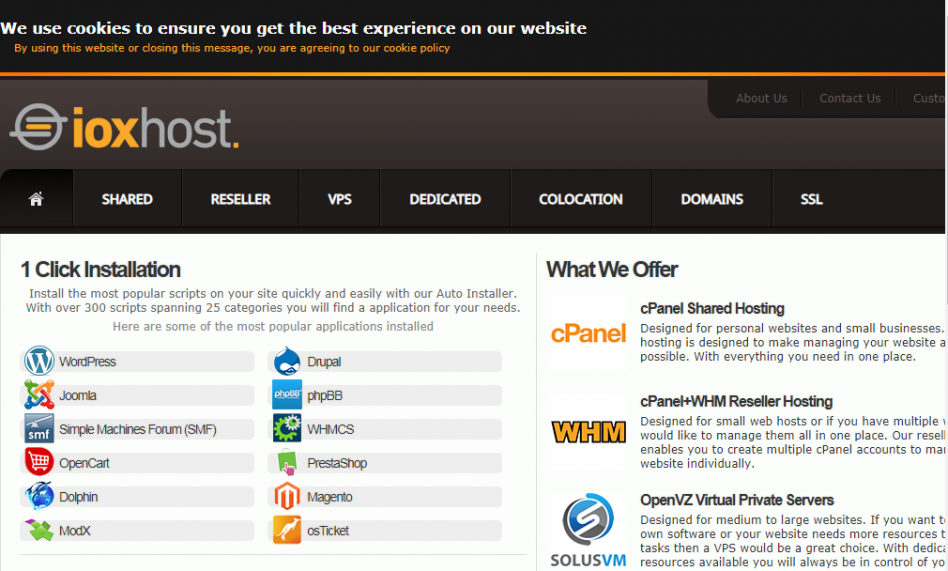 We use cookies to ensure you get the best experience on our website
By using this website or closing this message, you are agreeing to our cookie policy
About Us
Contact Us
Custo
ioxhost.
SHARED
RESELLER
VPS
DEDICATED
COLOCATION
DOMAINS
SSL
1 Click Installation
Install the most popular scripts on your site quickly and easily with our Auto Installer.
With over 300 scripts spanning 25 categories you will find a application for your needs.
Here are some of the most popular applications installed
WordPress
Drupal
Joomla
phpBB
phpBB
smf
Simple Machines Forum (SMF)
WHMCS
OpenCart
PrestaShop
Dolphin
Magento
ModX
osTicket
What We Offer
cPanel
cPanel Shared Hosting
Designed for personal websites and small businesses.
hosting is designed to make managing your website a
possible. With everything you need in one place.
WHM
cPanel+WHM Reseller Hosting
Designed for small web hosts or if you have multiple
would like to manage them all in one place. Our resell
enables you to create multiple cPanel accounts to ma
website individually.
SOLUSVM
OpenVZ Virtual Private Servers
Designed for medium to large websites. If you want t
own software or your website needs more resources t
tasks then a VPS would be a great choice. With dedica
resources available you will always be in control of yo